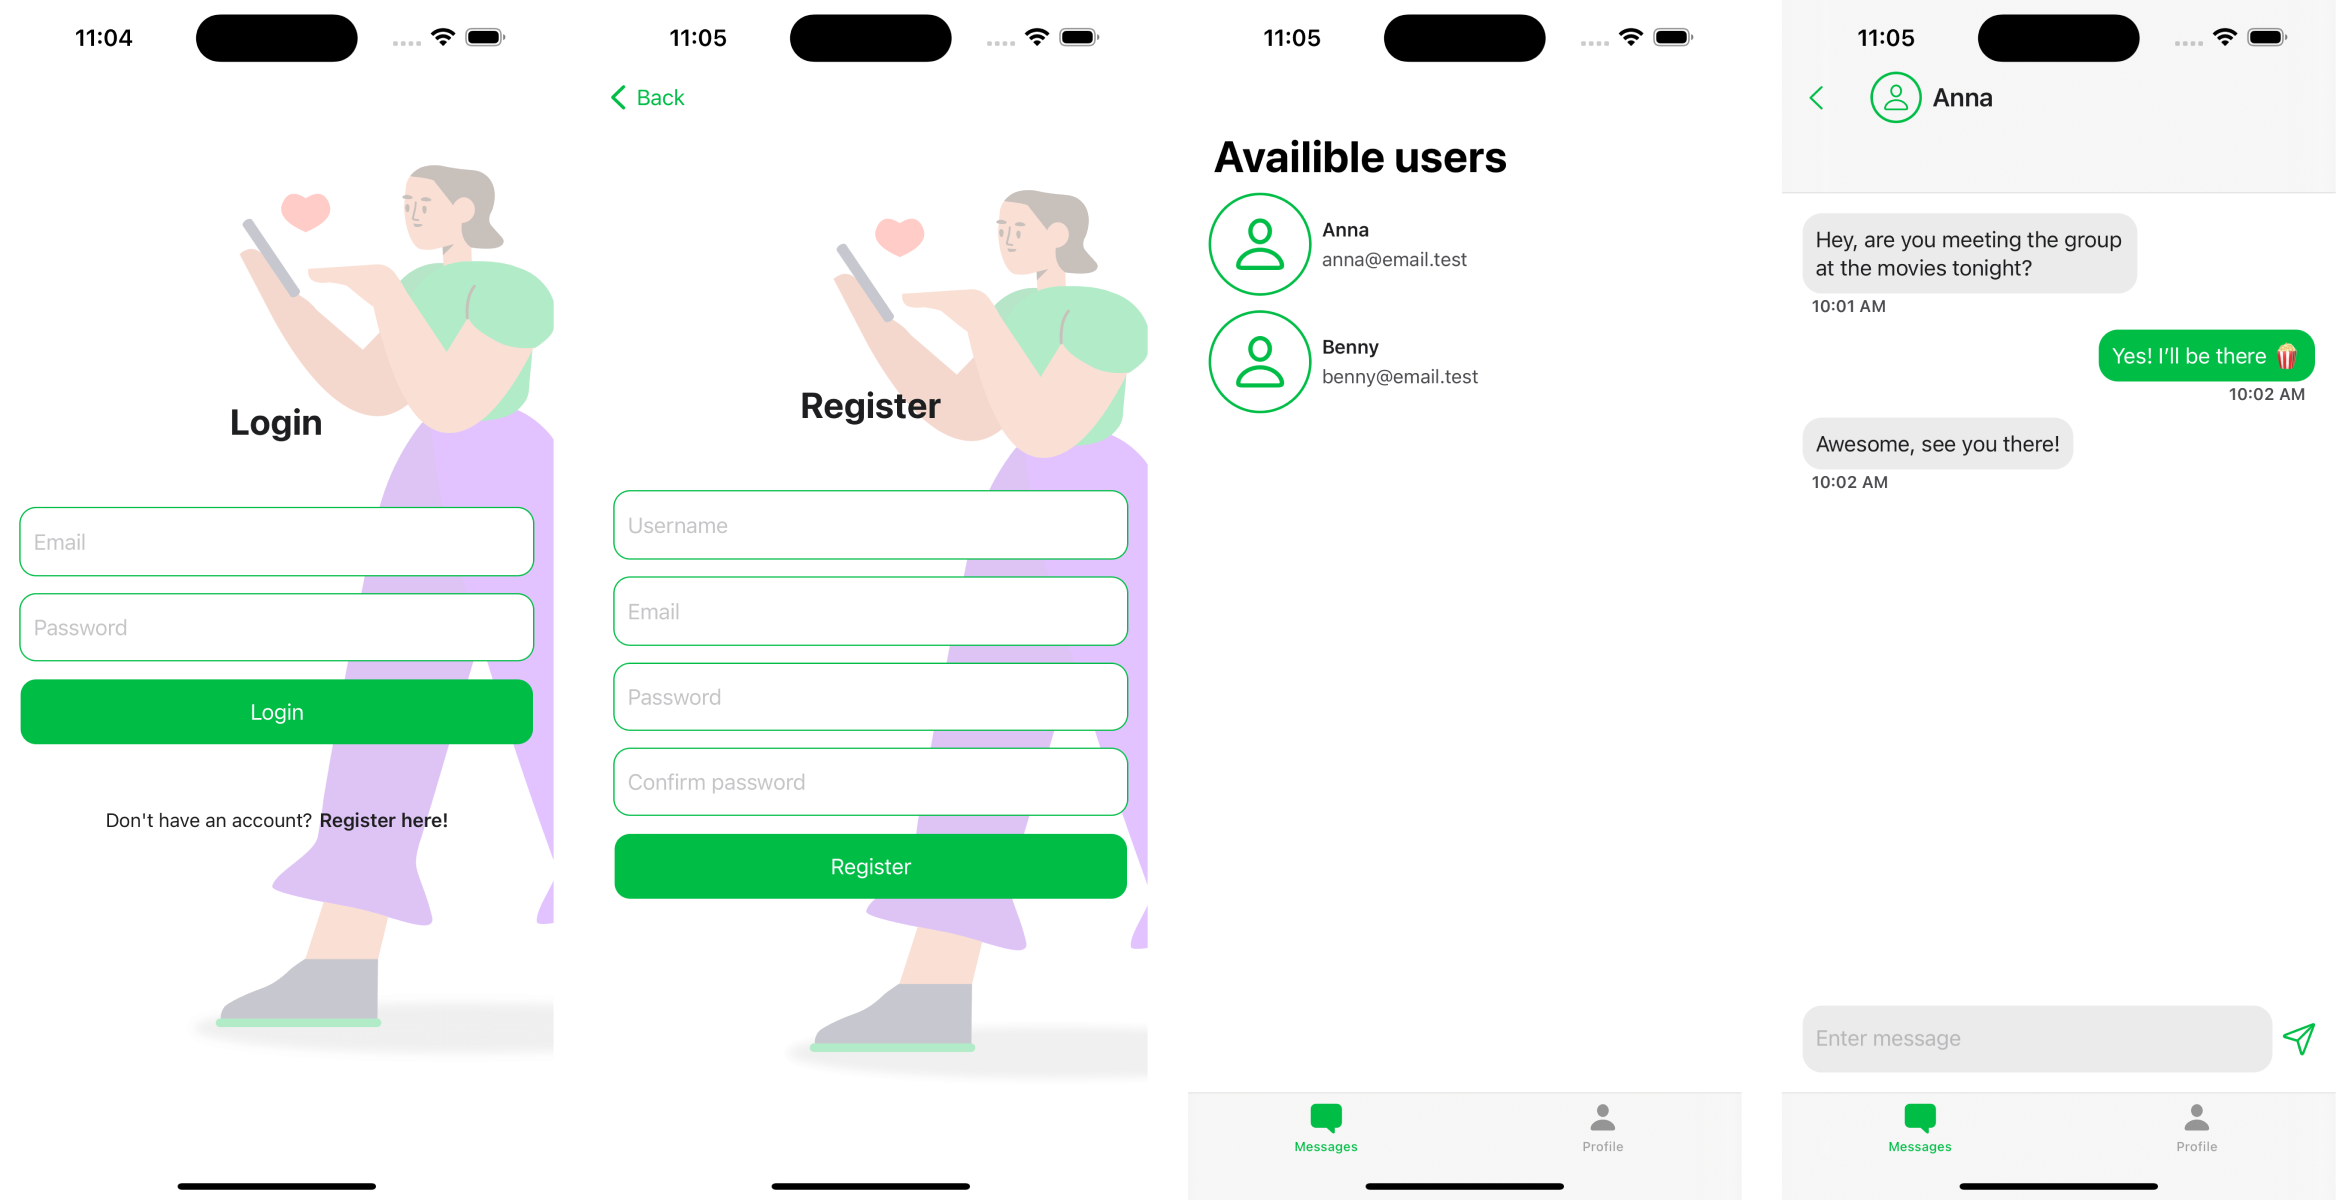 11:04
Login
Email
Password
Login
Don't have an account? Register here!
11:05
Back
Register
Username
Email
Password
Confirm password
Register
11:05
Availible users
Anna
anna@email.test
Benny
benny@email.test
Messages
Profile
11:05
Anna
Hey, are you meeting the group
at the movies tonight?
10:01 AM
Yes! I’ll be there 🍿
10:02 AM
Awesome, see you there!
10:02 AM
Enter message
Messages
Profile